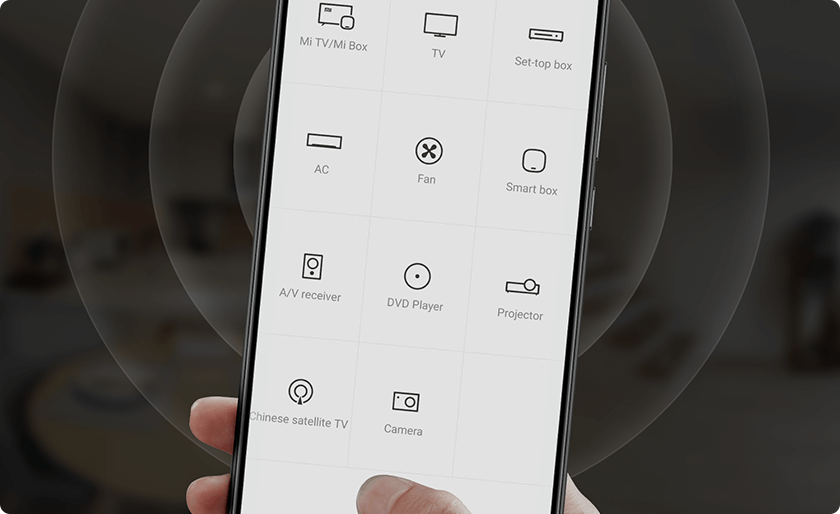 Mi TV/Mi Box
TV
Set-top box
AC
Fan
Smart box
A/V receiver
DVD Player
Projector
Chinese satellite TV
Camera